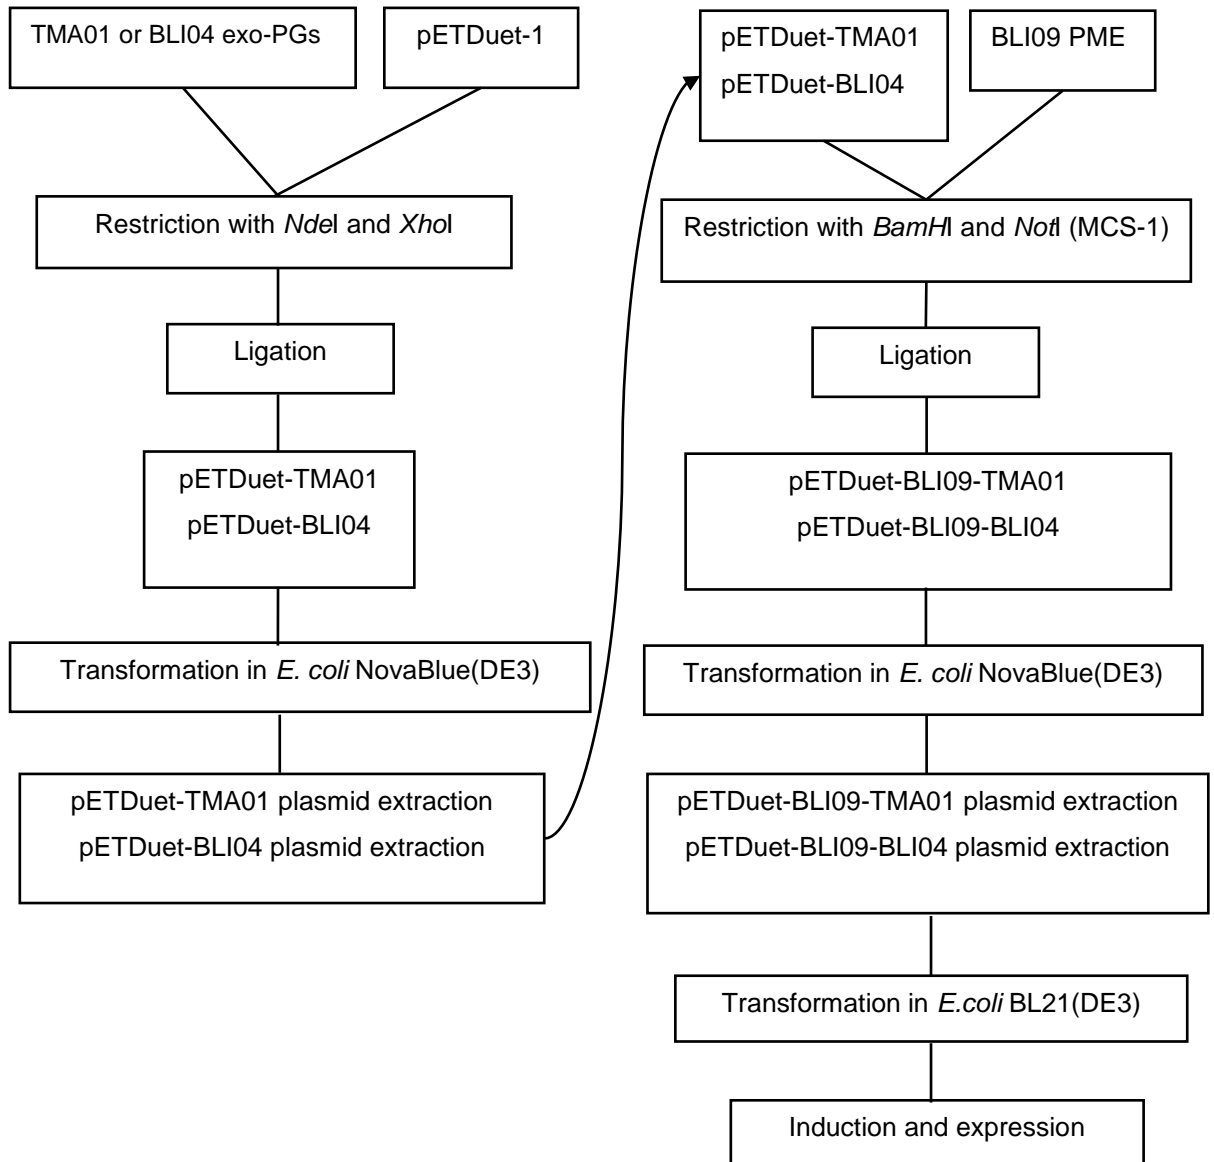 TMA01 or BLI04 exo-PGs
pETDuet-1
Restriction with NdeI and XhoI
Ligation
pETDuet-TMA01
pETDuet-BLI04
Transformation in E. coli NovaBlue(DE3)
pETDuet-TMA01 plasmid extraction
pETDuet-BLI04 plasmid extraction
pETDuet-TMA01
pETDuet-BLI04
BLI09 PME
Restriction with BamHI and NotI (MCS-1)
Ligation
pETDuet-BLI09-TMA01
pETDuet-BLI09-BLI04
Transformation in E. coli NovaBlue(DE3)
pETDuet-BLI09-TMA01 plasmid extraction
pETDuet-BLI09-BLI04 plasmid extraction
Transformation in E.coli BL21(DE3)
Induction and expression